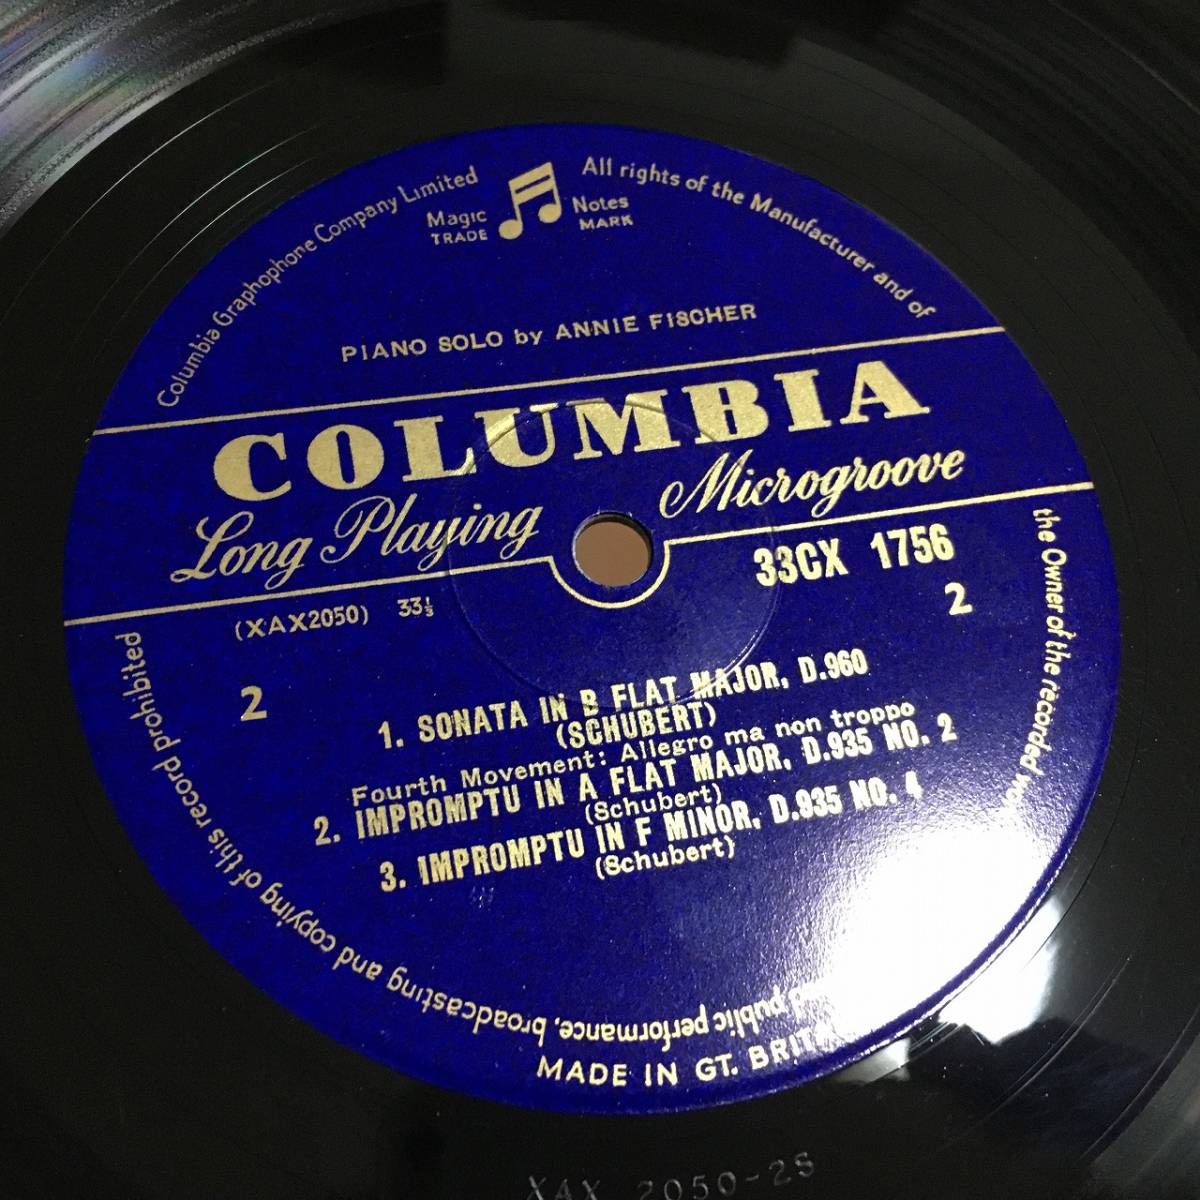 Columbia Graphophone Company Limited
Magic Notes
TRADE MARK
All rights of the Manufacturer and of
the Owner of the recorded
public performance, broadcasting and copying of this record prohibited
PIANO SOLO by ANNIE FISCHER
COLUMBIA
Long Playing Microgroove
(XAX2050) 33⅓
33CX 1756
2
2
1. SONATA IN B FLAT MAJOR, D.960
(SCHUBERT)
Fourth Movement: Allegro ma non troppo
2. IMPROMPTU IN A FLAT MAJOR, D.935 NO. 2
(Schubert)
3. IMPROMPTU IN F MINOR, D.935 NO. 4
(Schubert)
MADE IN GT.
XAX 2050-2S